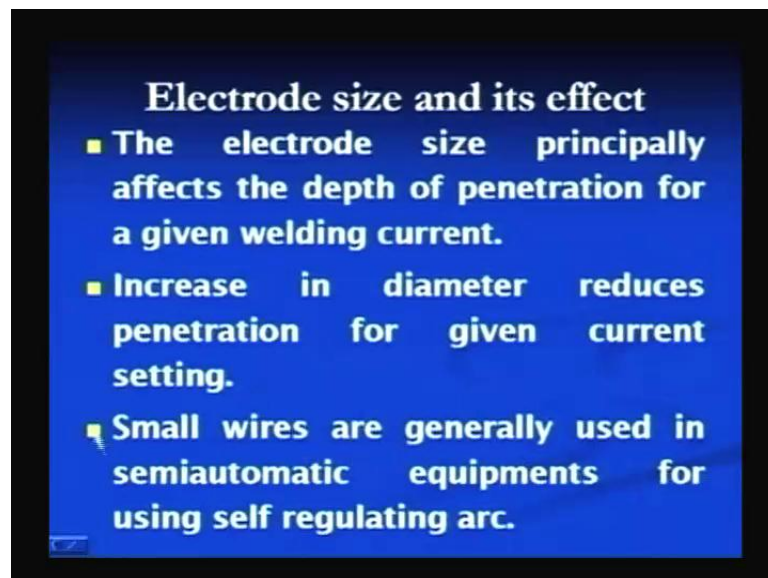 Electrode size and its effect
The electrode size principally
affects the depth of penetration for
a given welding current.
Increase in diameter reduces
penetration for given current
setting.
Small wires are generally used in
semiautomatic equipments for
using self regulating arc.